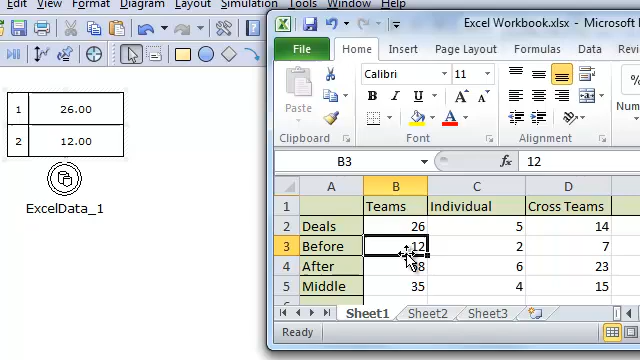 Format Diagram Layout Simulation Tools Window
1 26.00
2 12.00
ExcelData_1
Excel Workbook.xlsx - Microsoft
File Home Insert Page Layout Formulas Data
Calibri 11
Paste
B I U A
Clipboard Font Alignment
B3 fx 12
A B C D
1 Teams Individual Cross Teams
2 Deals 26 5 14
3 Before 12 2 7
4 After 6 23
5 Middle 35 4 15
Sheet1 Sheet2 Sheet3
Ready